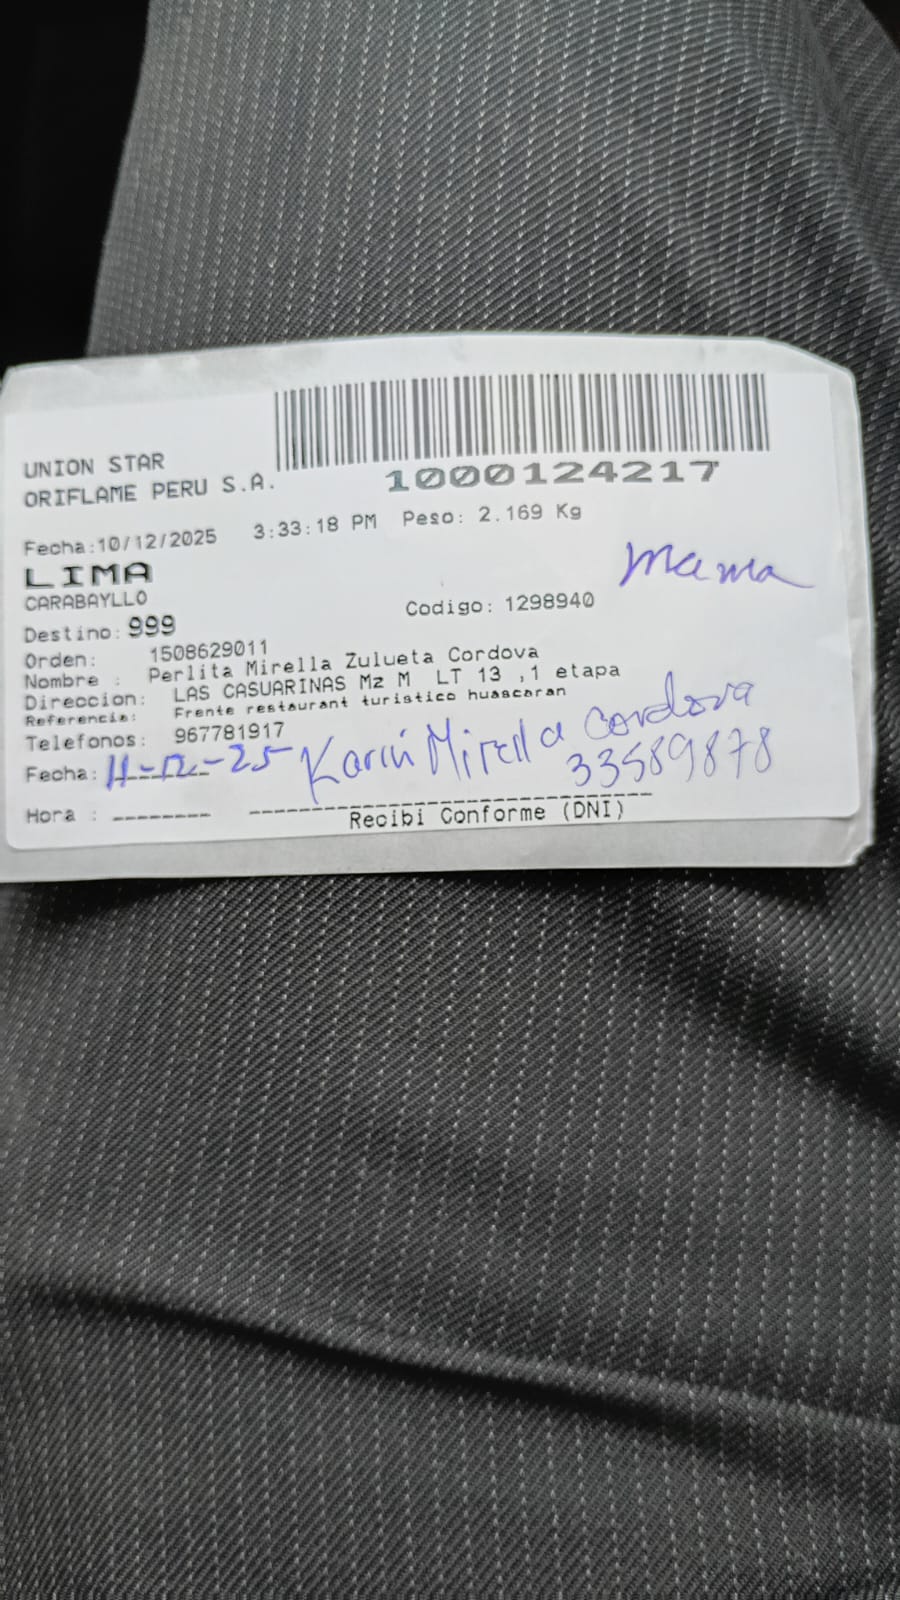 UNION STAR
ORIFLAME PERU S.A.
1000124217
Fecha:10/12/2025 3:33:18 PM Peso: 2.169 Kg
LIMA
CARABAYLLO
Mama
Destino: 999 Codigo: 1298940
Orden: 1508629011
Nombre : Perlita Mirella Zulueta Cordova
Direccion: LAS CASUARINAS Mz M LT 13 ,1 etapa
Referencia: Frente restaurant turistico huascaran
Telefonos: 967781917
Fecha: 11-12-25 Karin Mirella Cordova
33589878
Hora :
Recibi Conforme (DNI)